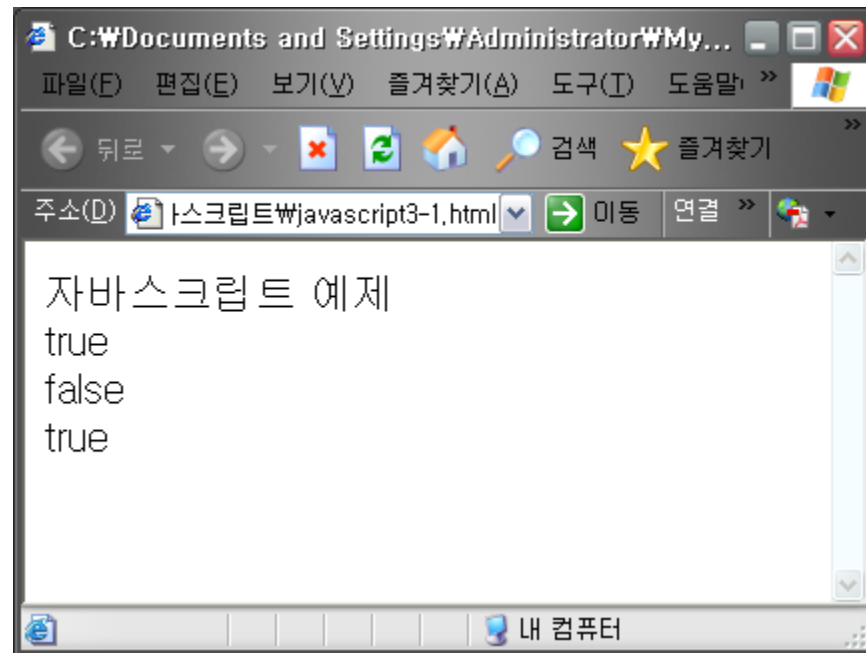 C:₩Documents and Settings₩Administrator₩My...
파일(F) 편집(E) 보기(V) 즐겨찾기(A) 도구(T) 도움말 »
뒤로 검색 즐겨찾기 »
주소(D) 스크립트₩javascript3-1.html 이동 연결 »
자바스크립트 예제
true
false
true
내 컴퓨터